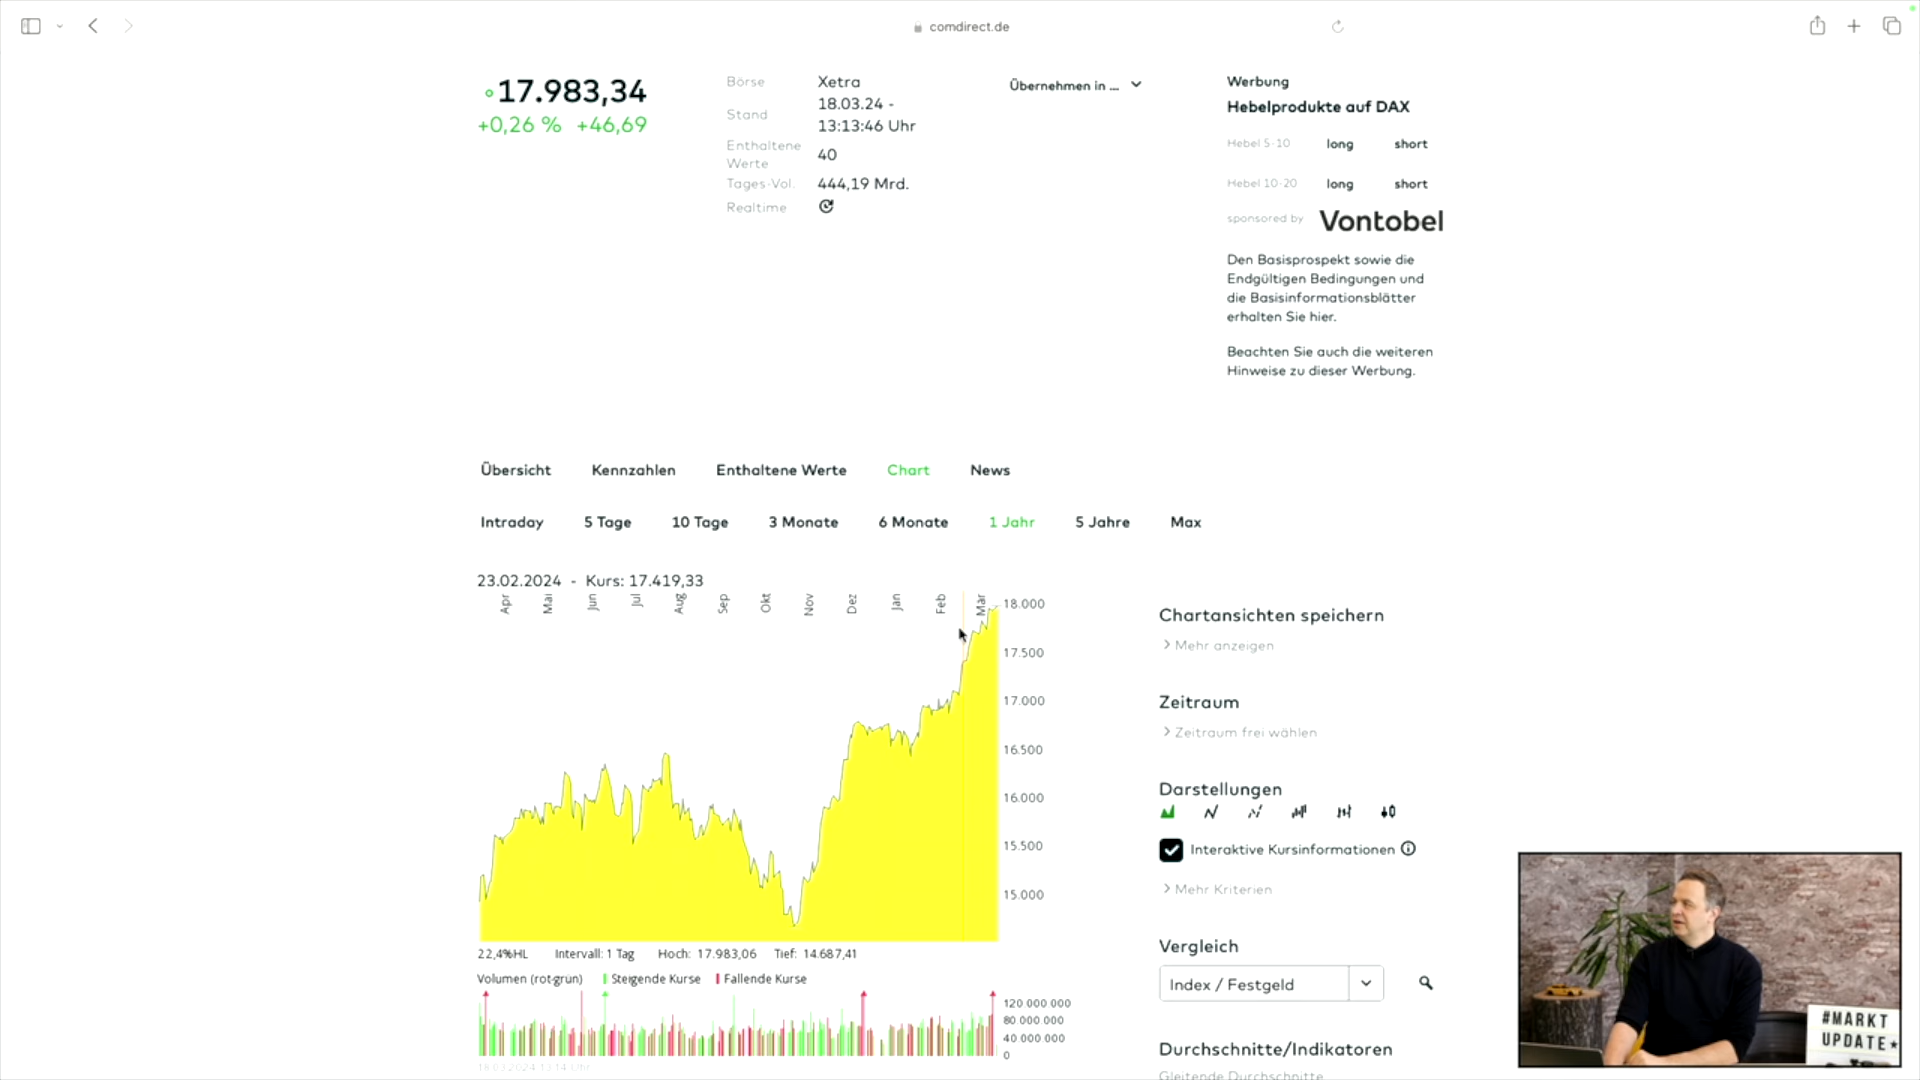 comdirect.de
17.983,34
+0,26 % +46,69
Börse Xetra
Stand 18.03.24 -
13:13:46 Uhr
Enthaltene
Werte 40
Tages-Vol. 444,19 Mrd.
Realtime
Übernehmen in ...
Werbung
Hebelprodukte auf DAX
Hebel 5-10 long short
Hebel 10-20 long short
sponsored by Vontobel
Den Basisprospekt sowie die
Endgültigen Bedingungen und
die Basisinformationsblätter
erhalten Sie hier.
Beachten Sie auch die weiteren
Hinweise zu dieser Werbung.
Übersicht Kennzahlen Enthaltene Werte Chart News
Intraday 5 Tage 10 Tage 3 Monate 6 Monate 1 Jahr 5 Jahre Max
23.02.2024 - Kurs: 17.419,33
Apr Mai Jun Jul Aug Sep Okt Nov Dez Jan Feb Mär
18.000
17.500
17.000
16.500
16.000
15.500
15.000
22,4%HL Intervall: 1 Tag Hoch: 17.983,06 Tief: 14.687,41
Volumen (rot-grün) Steigende Kurse Fallende Kurse
120 000 000
80 000 000
40 000 000
0
18.03.2024 13:14 Uhr
Chartansichten speichern
Mehr anzeigen
Zeitraum
Zeitraum frei wählen
Darstellungen
Interaktive Kursinformationen
Mehr Kriterien
Vergleich
Index / Festgeld
Durchschnitte/Indikatoren
Gleitende Durchschnitte
#MARKT
UPDATE